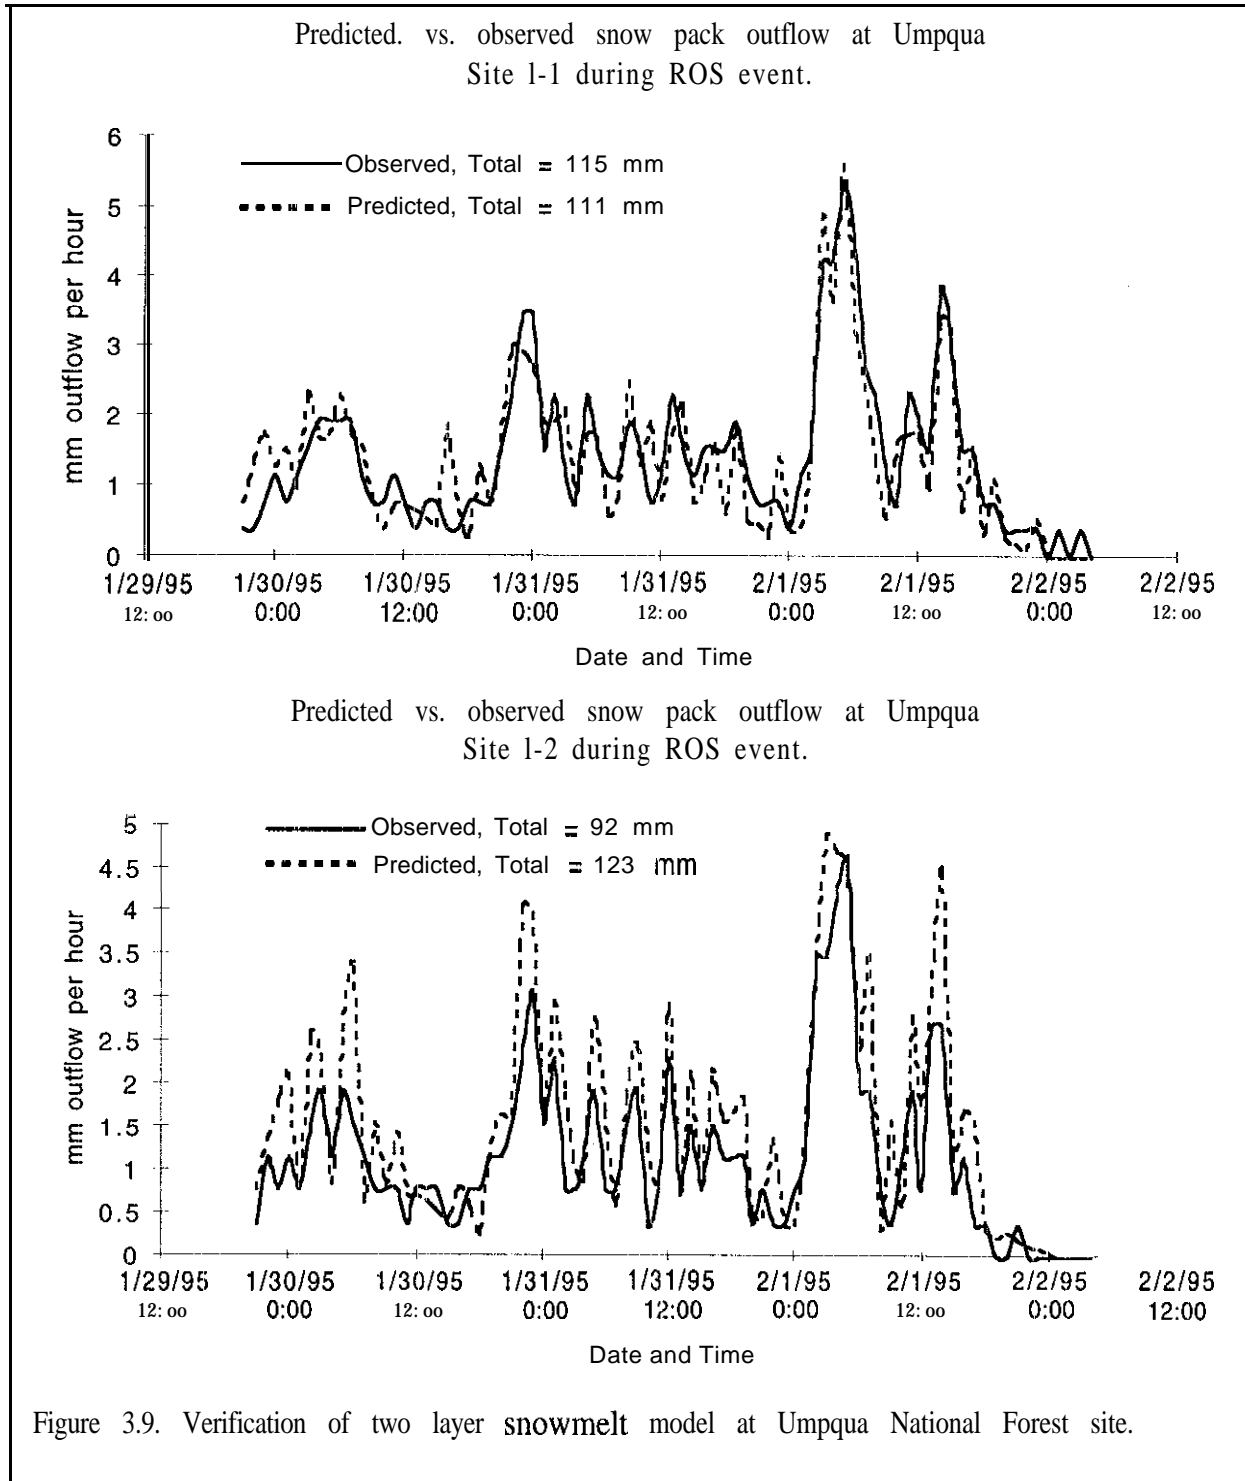 Predicted. vs. observed snow pack outflow at Umpqua
Site l-1 during ROS event.
6
5
4
3
2
1
0
mm outflow per hour
Observed, Total = 115 mm
Predicted, Total = 111 mm
1/29/95 1/30/95 1/30/95 1/31/95 1/31/95 2/1/95 2/1/95 2/2/95 2/2/95
12:00 0:00 12:00 0:00 12:00 0:00 12:00 0:00 12:00
Date and Time
Predicted vs. observed snow pack outflow at Umpqua
Site l-2 during ROS event.
5
4.5
4
3.5
3
2.5
2
1.5
1
0.5
0
mm outflow per hour
Observed, Total = 92 mm
Predicted, Total = 123 mm
1/29/95 1/30/95 1/30/95 1/31/95 1/31/95 2/1/95 2/1/95 2/2/95 2/2/95
12:00 0:00 12:00 0:00 12:00 0:00 12:00 0:00 12:00
Date and Time
Figure 3.9. Verification of two layer snowmelt model at Umpqua National Forest site.